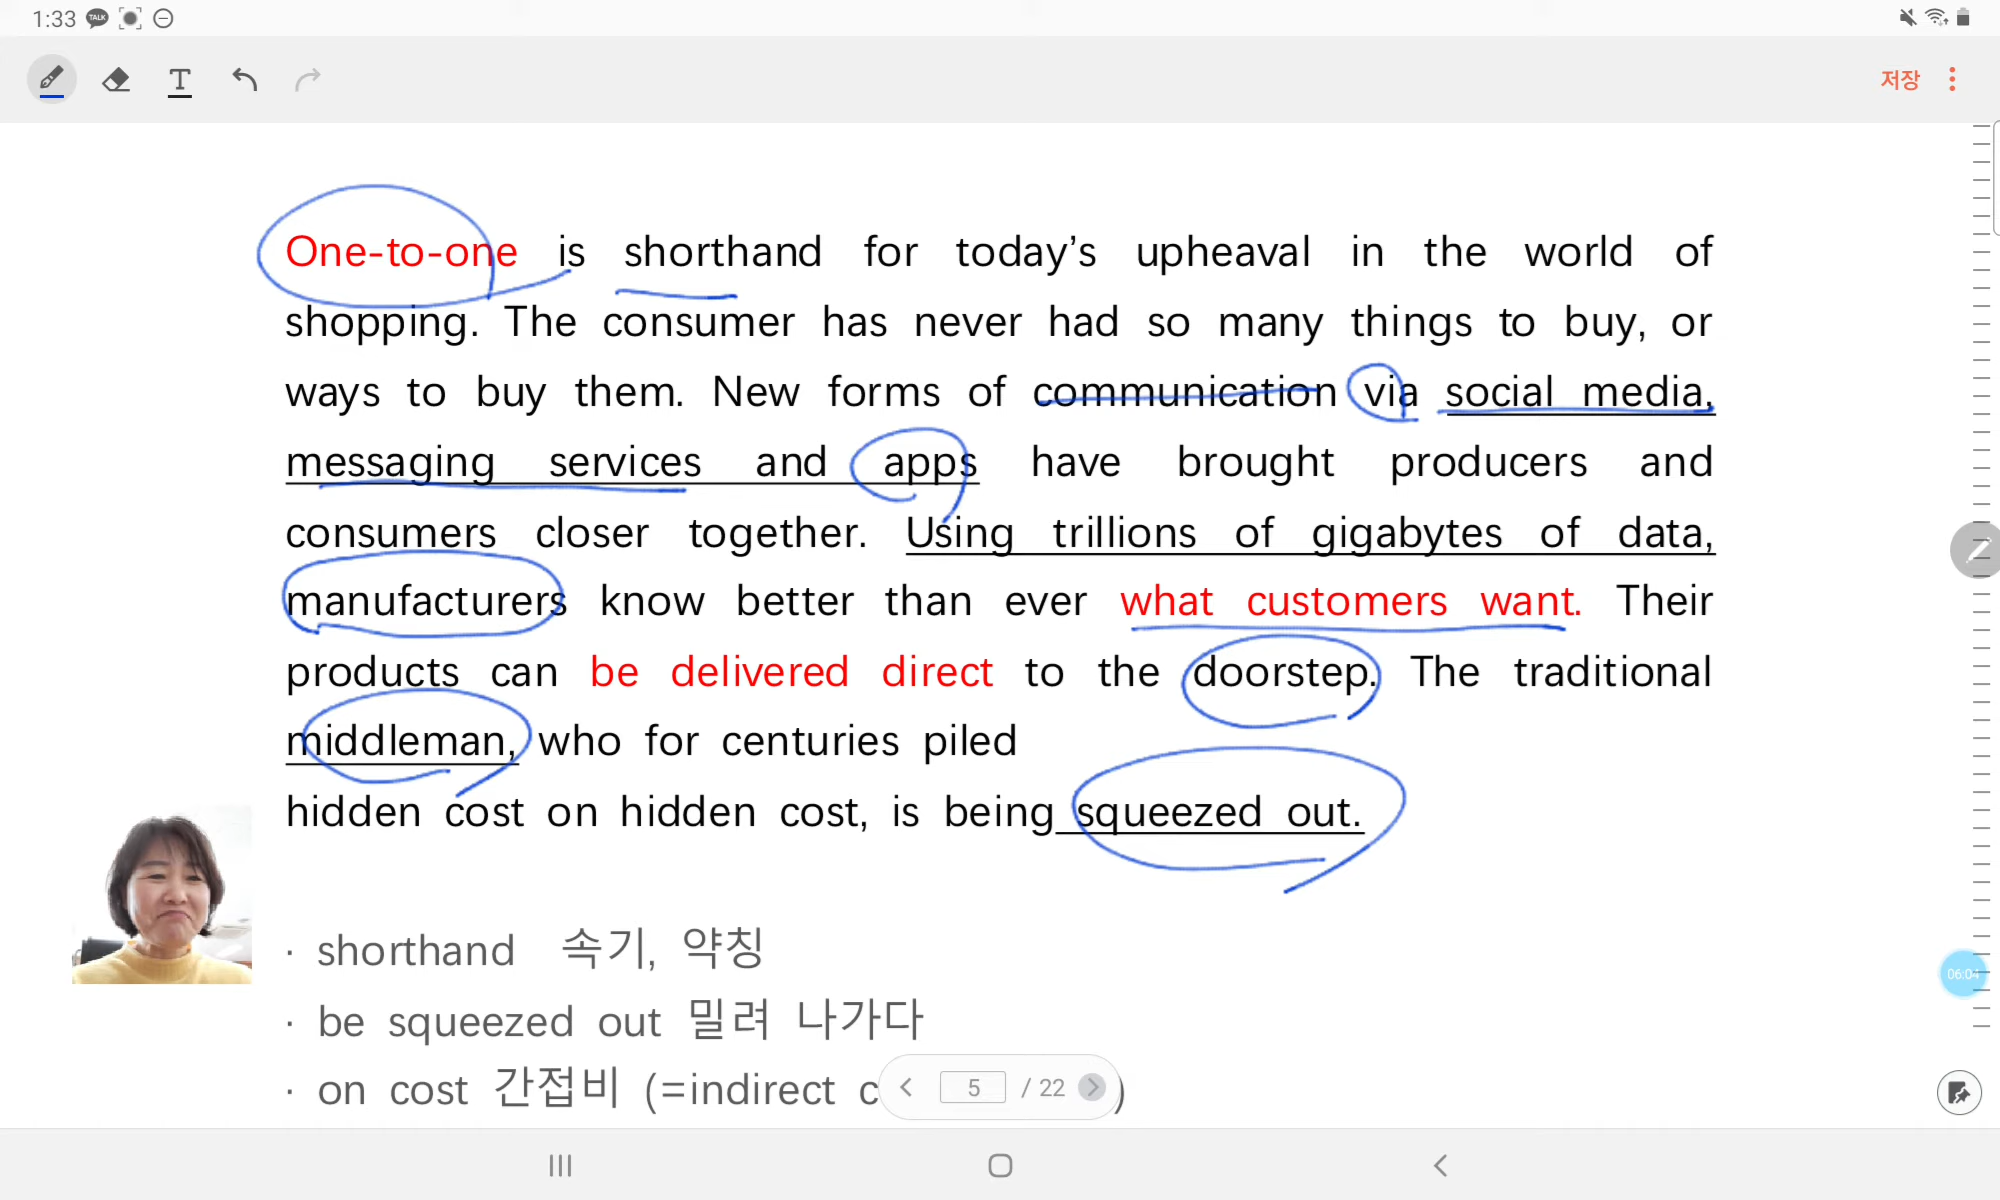 1:33 TALK
저장
One-to-one is shorthand for today’s upheaval in the world of
shopping. The consumer has never had so many things to buy, or
ways to buy them. New forms of communication via social media,
messaging services and apps have brought producers and
consumers closer together. Using trillions of gigabytes of data,
manufacturers know better than ever what customers want. Their
products can be delivered direct to the doorstep. The traditional
middleman, who for centuries piled
hidden cost on hidden cost, is being squeezed out.
· shorthand 속기, 약칭
06:04
· be squeezed out 밀려 나가다
· on cost 간접비 (=indirect c )
5 / 22